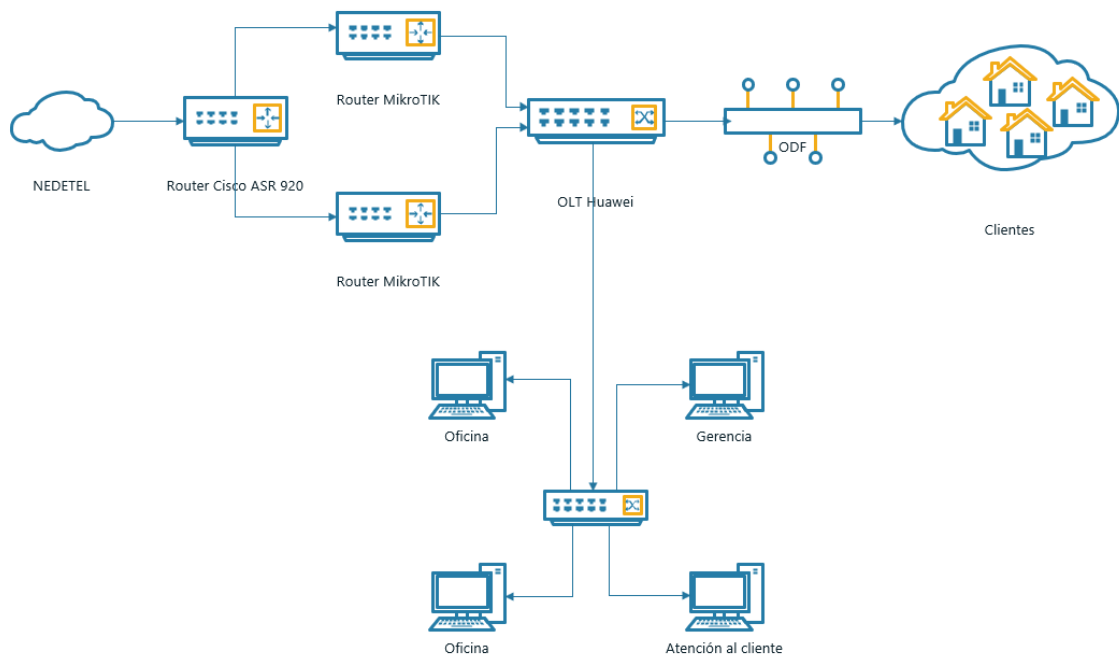 Router MikroTIK
NEDETEL
Router Cisco ASR 920
OLT Huawei
ODF
Clientes
Router MikroTIK
Oficina
Gerencia
Oficina
Atención al cliente